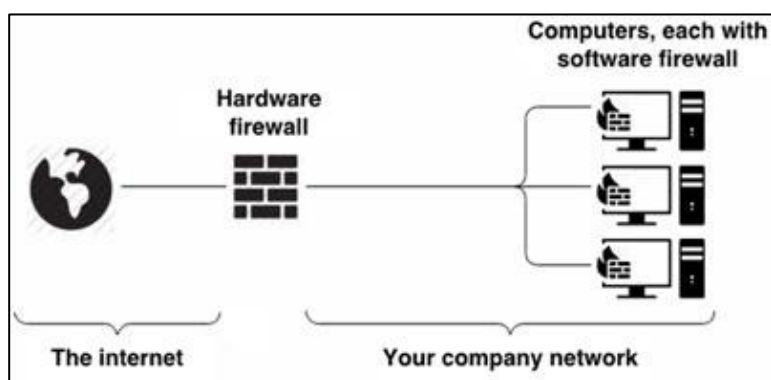 Computers, each with
software firewall
Hardware
firewall
The internet
Your company network